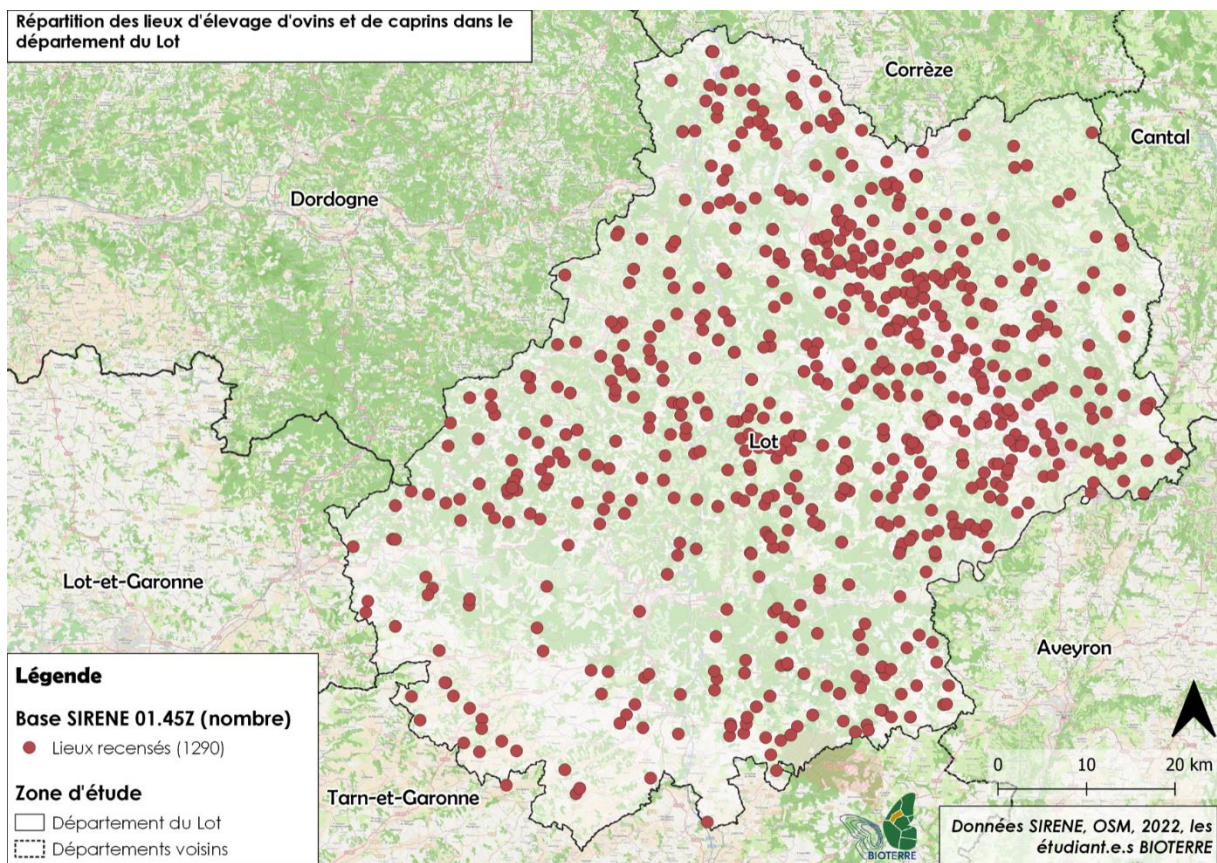 Répartition des lieux d'élevage d'ovins et de caprins dans le
département du Lot
Corrèze
Cantal
Dordogne
Lot
Lot-et-Garonne
Aveyron
Tarn-et-Garonne
Légende
Base SIRENE 01.45Z (nombre)
Lieux recensés (1290)
Zone d'étude
Département du Lot
Départements voisins
0 10 20 km
BIOTERRE
Données SIRENE, OSM, 2022, les
étudiant.e.s BIOTERRE